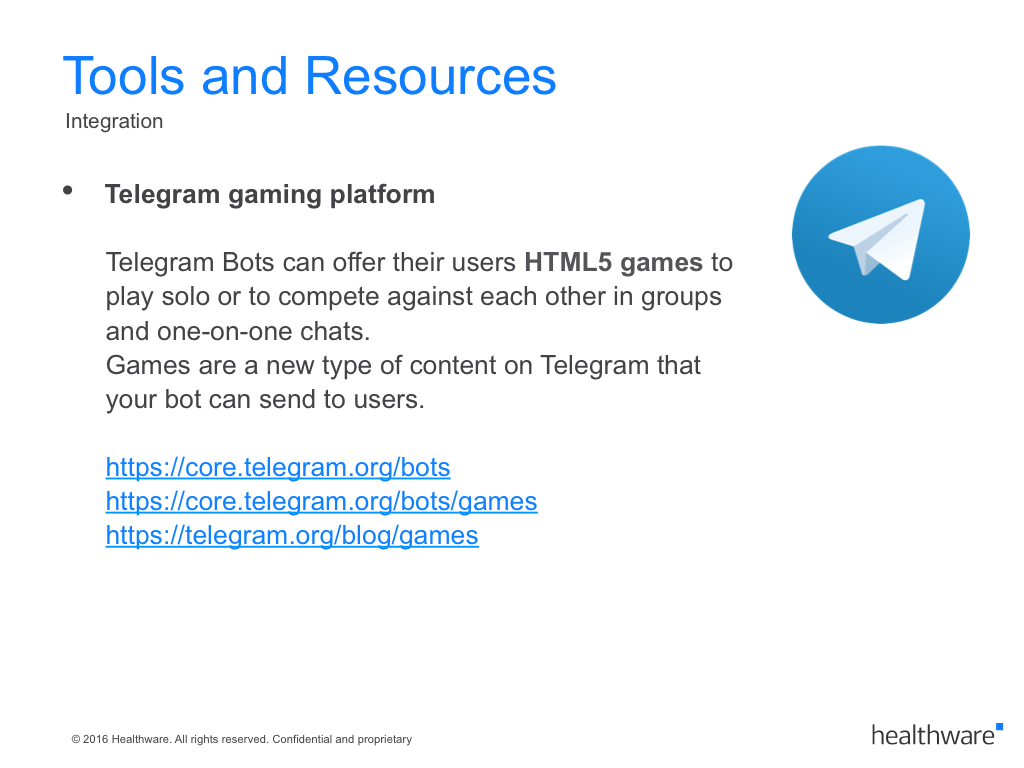 Tools and Resources
Integration
• Telegram gaming platform
Telegram Bots can offer their users HTML5 games to
play solo or to compete against each other in groups
and one-on-one chats.
Games are a new type of content on Telegram that
your bot can send to users.
https://core.telegram.org/bots
https://core.telegram.org/bots/games
https://telegram.org/blog/games
© 2016 Healthware. All rights reserved. Confidential and proprietary
healthware